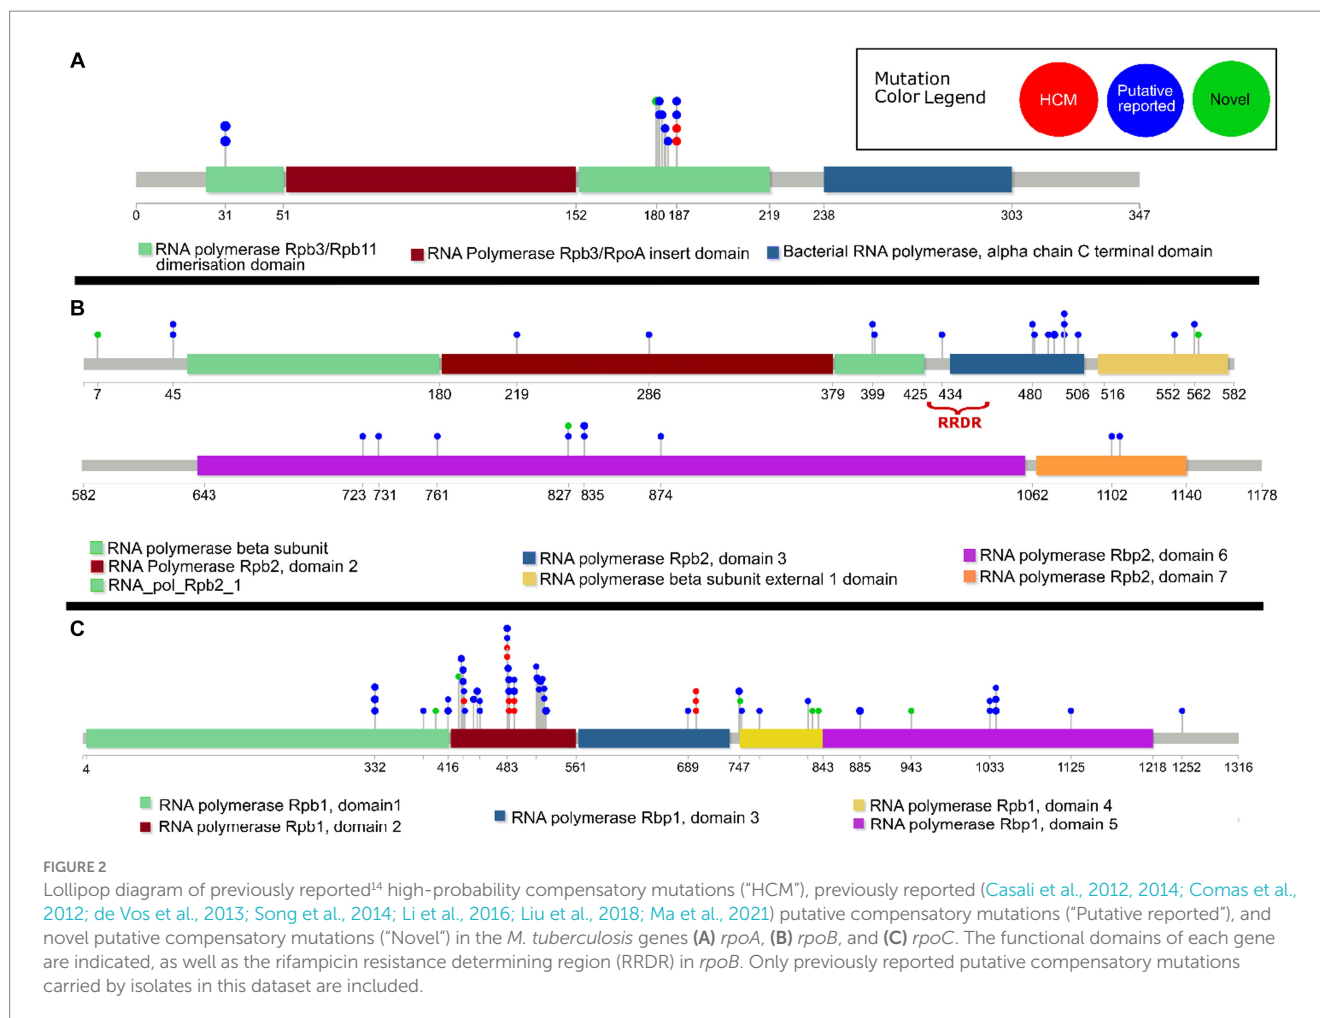 A
Mutation
Color Legend
HCM
Putative
reported
Novel
0 31 51 152 180 187 219 238 303 347
RNA polymerase Rpb3/Rpb11
dimerisation domain
RNA Polymerase Rpb3/RpoA insert domain
Bacterial RNA polymerase, alpha chain C terminal domain
B
7 45 180 219 286 379 399 425 434 480 506 516 552 562 582
RRDR
582 643 723 731 761 827 835 874 1062 1102 1140 1178
RNA polymerase beta subunit
RNA Polymerase Rpb2, domain 2
RNA_pol_Rpb2_1
RNA polymerase Rpb2, domain 3
RNA polymerase beta subunit external 1 domain
RNA polymerase Rbp2, domain 6
RNA polymerase Rpb2, domain 7
C
4 332 416 483 561 689 747 843 885 943 1033 1125 1218 1252 1316
RNA polymerase Rpb1, domain1
RNA polymerase Rpb1, domain 2
RNA polymerase Rbp1, domain 3
RNA polymerase Rpb1, domain 4
RNA polymerase Rbp1, domain 5
FIGURE 2
Lollipop diagram of previously reported¹⁴ high-probability compensatory mutations (“HCM”), previously reported (Casali et al., 2012, 2014; Comas et al.,
2012; de Vos et al., 2013; Song et al., 2014; Li et al., 2016; Liu et al., 2018; Ma et al., 2021) putative compensatory mutations (“Putative reported”), and
novel putative compensatory mutations (“Novel”) in the M. tuberculosis genes (A) rpoA, (B) rpoB, and (C) rpoC. The functional domains of each gene
are indicated, as well as the rifampicin resistance determining region (RRDR) in rpoB. Only previously reported putative compensatory mutations
carried by isolates in this dataset are included.